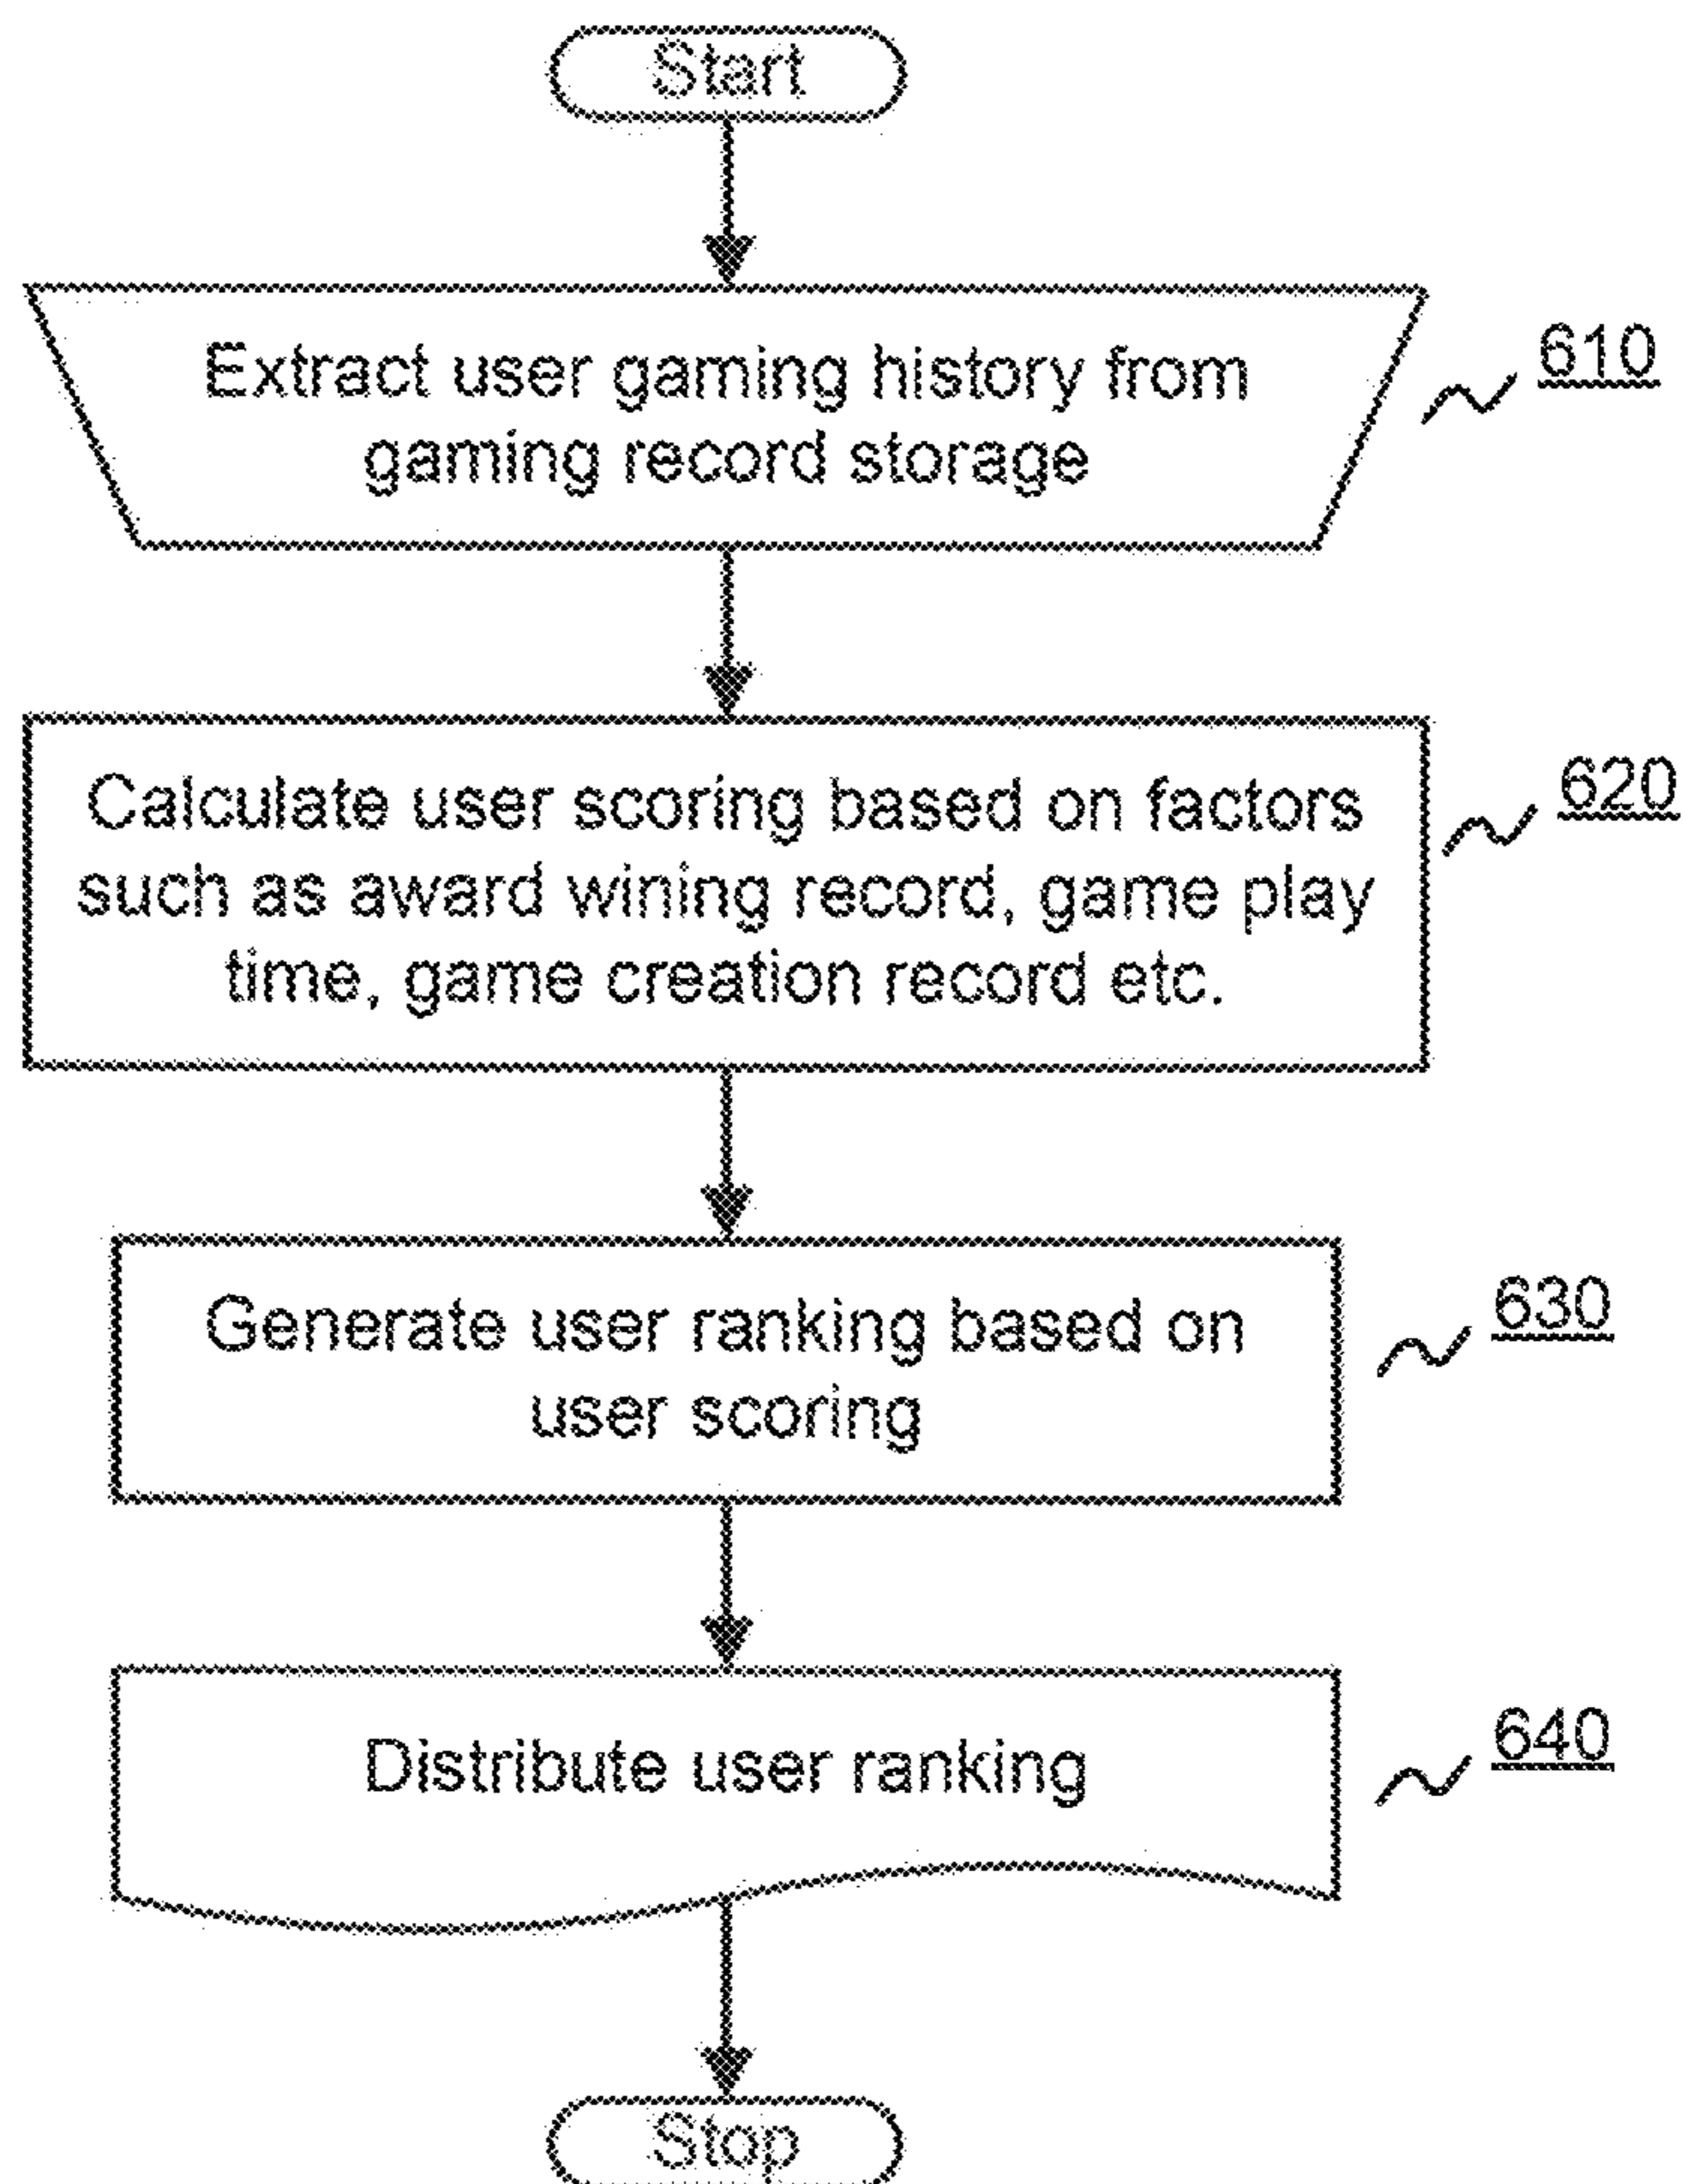 Start
Extract user gaming history from
gaming record storage
610
Calculate user scoring based on factors
such as award wining record, game play
time, game creation record etc.
620
Generate user ranking based on
user scoring
630
Distribute user ranking
640
Stop